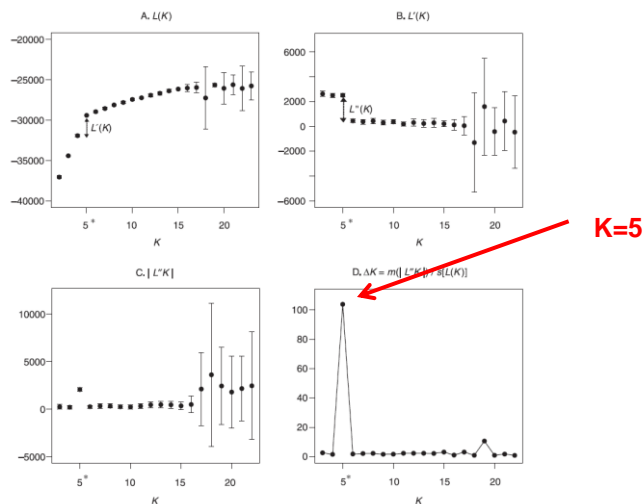 A. L(K)
−20000
−25000
−30000
−35000
−40000
L'(K)
5 * 10 15 20
K
B. L'(K)
6000
2000
0
−2000
−6000
L''(K)
5 * 10 15 20
K
K=5
C. | L''K |
10000
5000
0
−5000
5 * 10 15 20
K
D. ΔK = m(| L''K|) / s[L(K)]
100
80
60
40
20
0
5 * 10 15 20
K